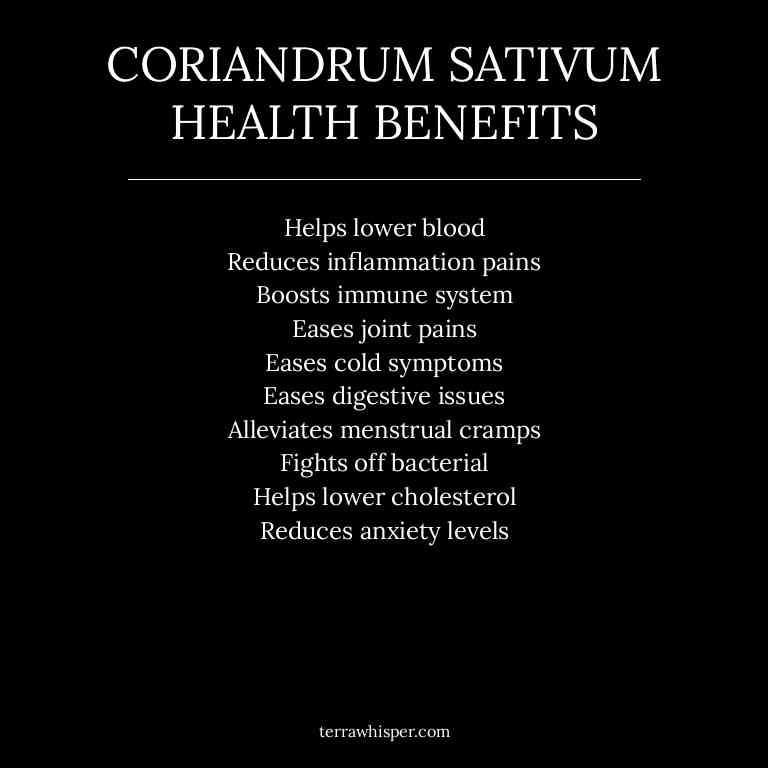 CORIANDRUM SATIVUM
HEALTH BENEFITS
Helps lower blood
Reduces inflammation pains
Boosts immune system
Eases joint pains
Eases cold symptoms
Eases digestive issues
Alleviates menstrual cramps
Fights off bacterial
Helps lower cholesterol
Reduces anxiety levels
terrawhisper.com